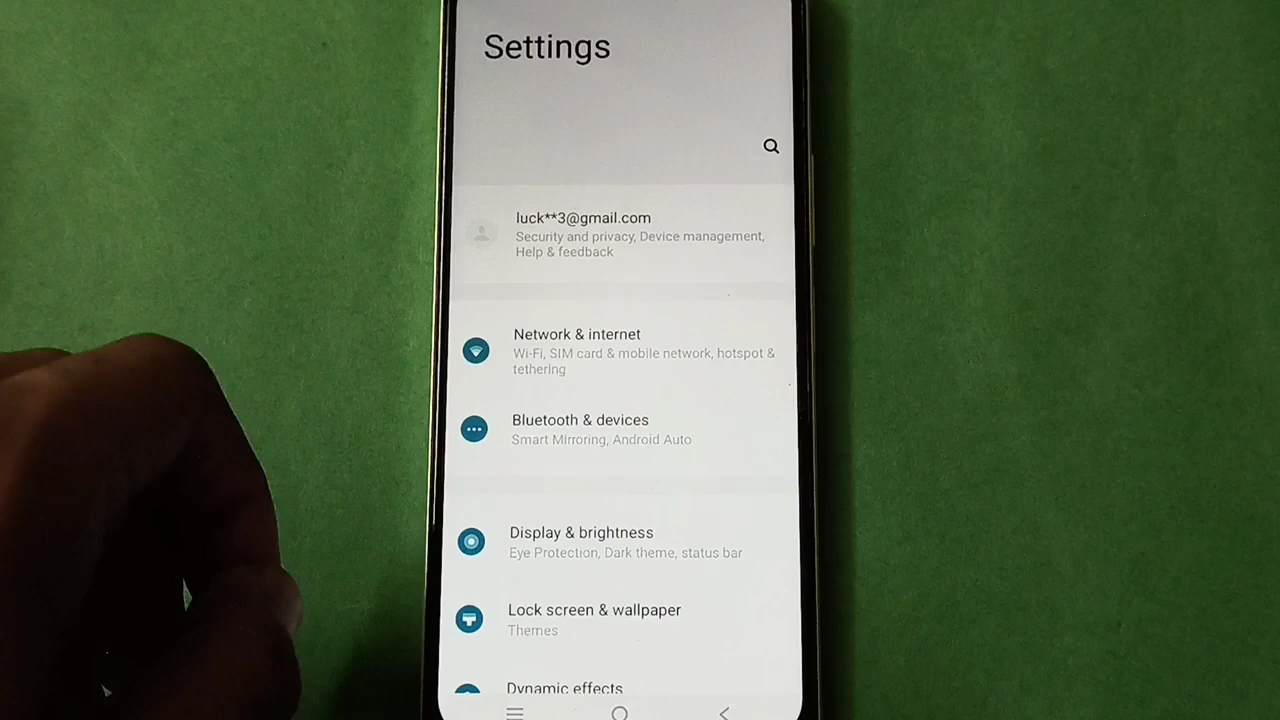 Settings
luck**3@gmail.com
Security and privacy, Device management,
Help & feedback
Network & internet
Wi-Fi, SIM card & mobile network, hotspot &
tethering
Bluetooth & devices
Smart Mirroring, Android Auto
Display & brightness
Eye Protection, Dark theme, status bar
Lock screen & wallpaper
Themes
Dynamic effects